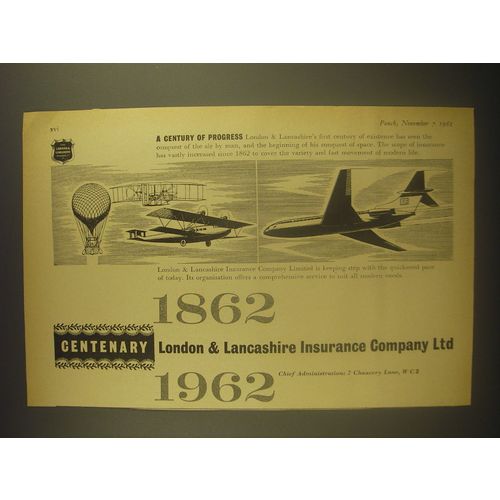 xvi
Punch, November 7 1962
A CENTURY OF PROGRESS London & Lancashire's first century of existence has seen the
conquest of the air by man, and the beginning of his conquest of space. The scope of insurance
has vastly increased since 1862 to cover the variety and fast movement of modern life.
London & Lancashire Insurance Company Limited is keeping step with the quickened pace
of today. Its organisation offers a comprehensive service to suit all modern needs.
1862
CENTENARY
London & Lancashire Insurance Company Ltd
1962
Chief Administration: 7 Chancery Lane, WC2